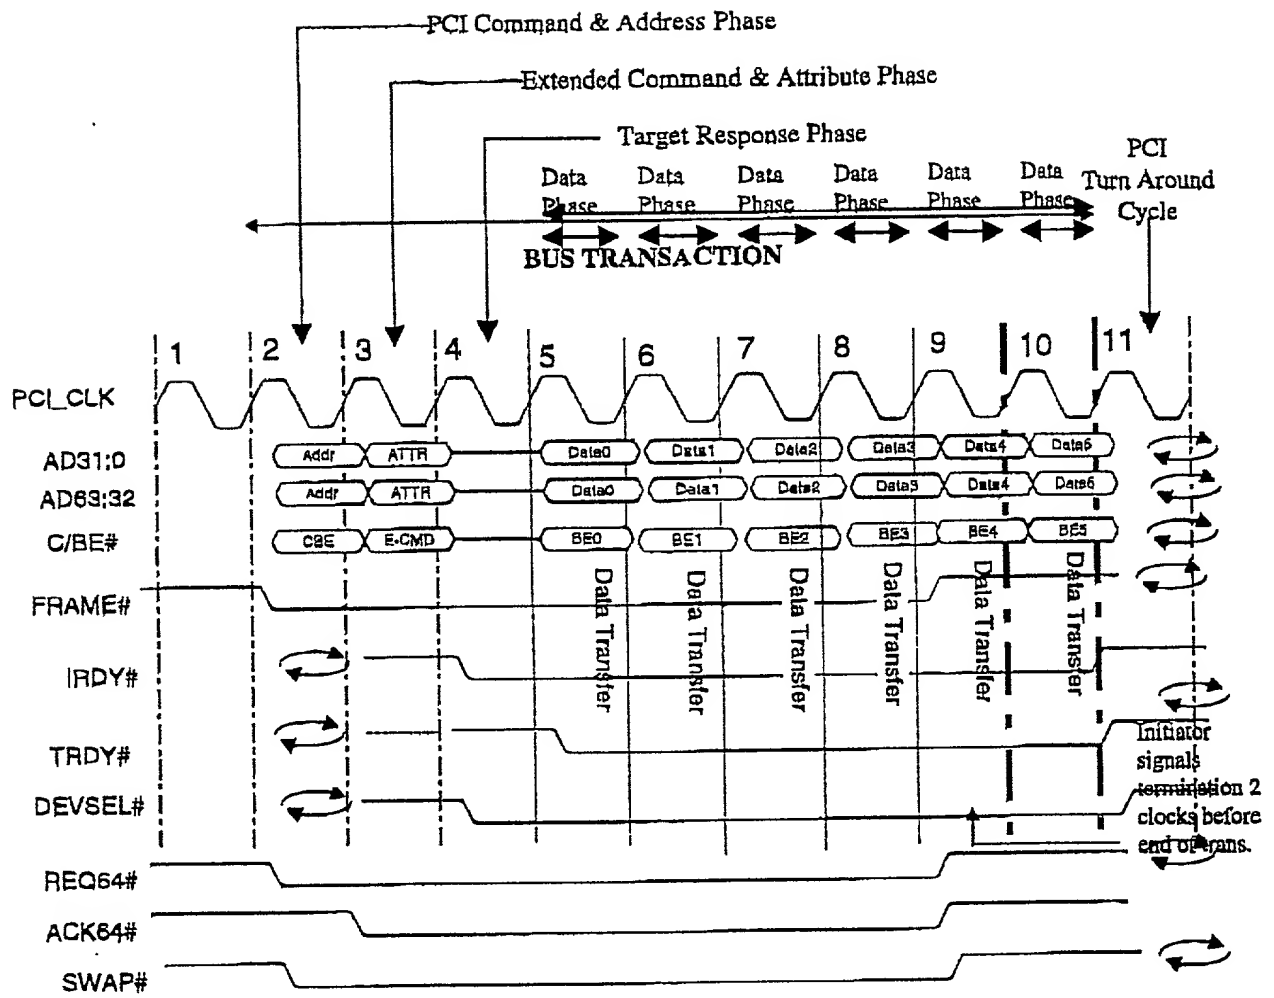 PCI Command & Address Phase
Extended Command & Attribute Phase
Target Response Phase
PCI
Turn Around
Cycle
Data Phase
Data Phase
Data Phase
Data Phase
Data Phase
Data Phase
BUS TRANSACTION
1 2 3 4 5 6 7 8 9 10 11
PCI_CLK
AD31:0 Addr ATTR Data0 Data1 Data2 Data3 Data4 Data5
AD63:32 Addr ATTR Data0 Data1 Data2 Data3 Data4 Data5
C/BE# CBE E-CMD BE0 BE1 BE2 BE3 BE4 BE5
FRAME#
Data Transfer
Data Transfer
Data Transfer
Data Transfer
Data Transfer
Data Transfer
IRDY#
TRDY#
DEVSEL#
Initiator
signals
termination 2
clocks before
end of trans.
REQ64#
ACK64#
SWAP#